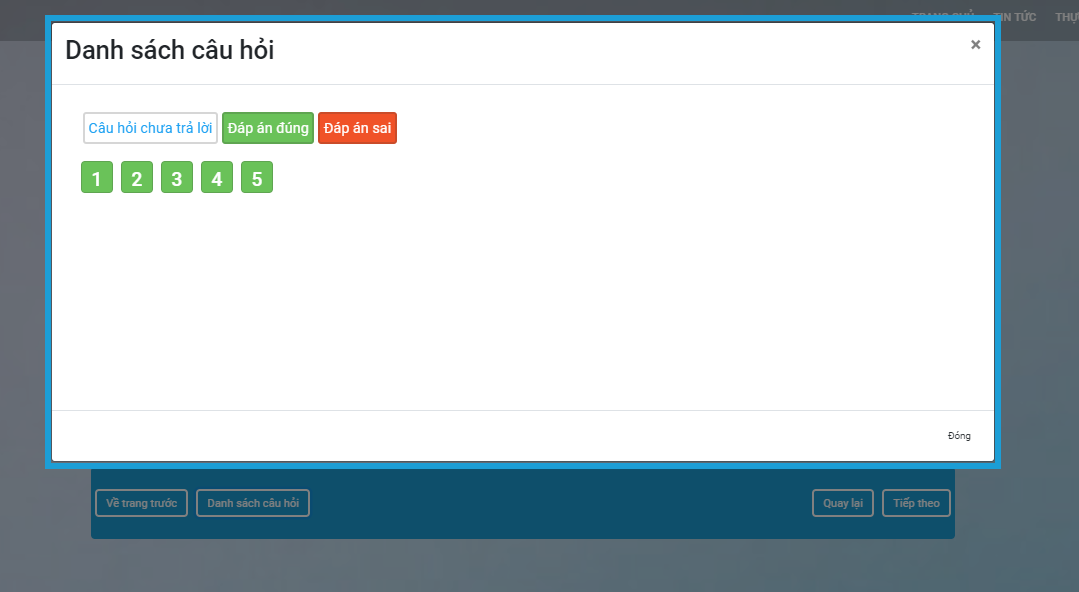 TIN TỨC
Danh sách câu hỏi ×
Câu hỏi chưa trả lời Đáp án đúng Đáp án sai
1 2 3 4 5
Đóng
Về trang trước Danh sách câu hỏi Quay lại Tiếp theo